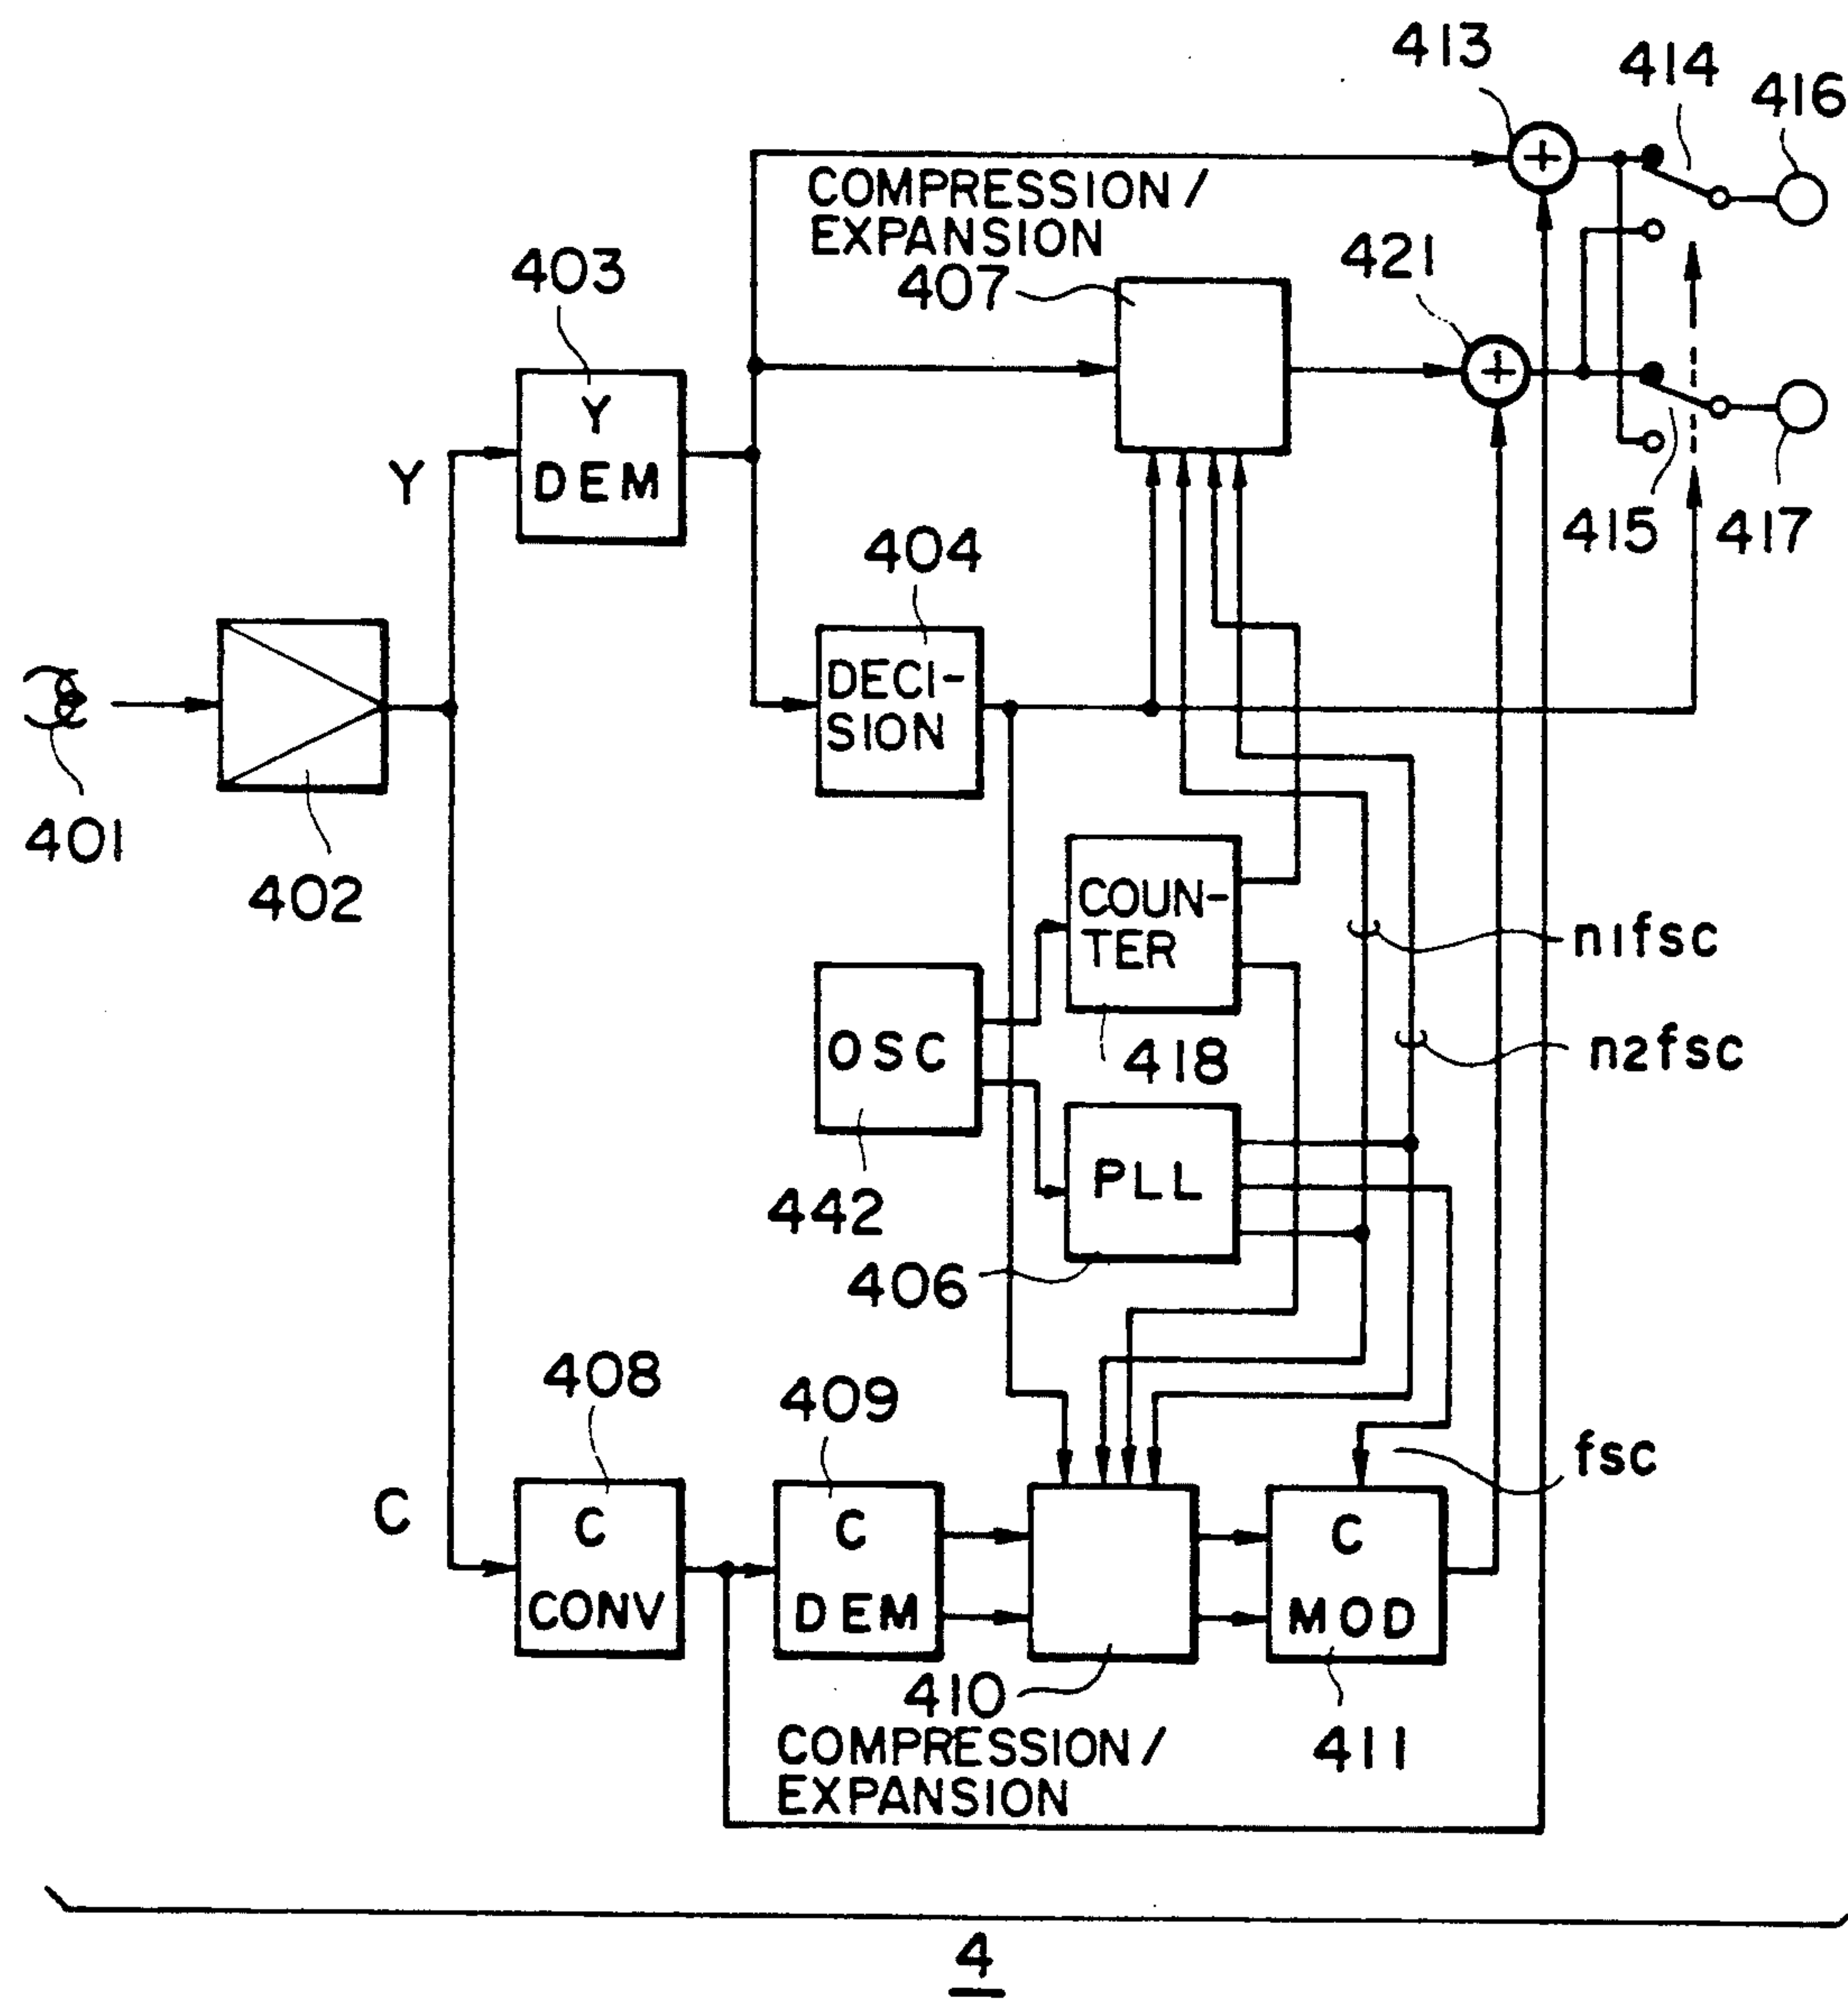 413
414
416
COMPRESSION/
EXPANSION
403
407
421
Y
DEM
Y
415
417
404
DECI-
SION
401
402
COUN-
TER
n1fsc
OSC
418
n2fsc
PLL
442
406
408
409
fsc
C
C
CONV
C
DEM
C
MOD
410
COMPRESSION/
EXPANSION
411
4